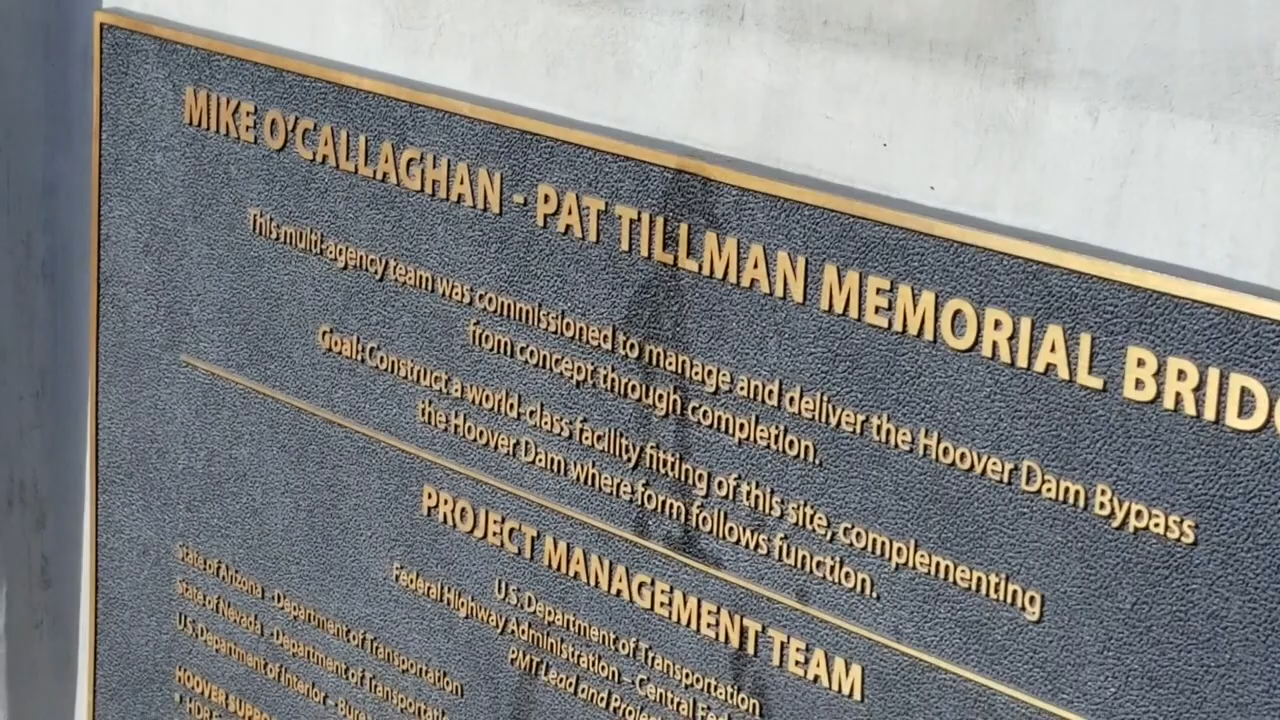 MIKE O'CALLAGHAN - PAT TILLMAN MEMORIAL
This multi-agency team was commissioned to manage and deliver the Hoover Dam Bypass
from concept through completion.
Goal: Construct a world-class facility fitting of this site, complementing
the Hoover Dam where form follows function.
PROJECT MANAGEMENT TEAM
U.S. Department of Transportation
Federal Highway Administration - Central
PMT Lead and
State of Arizona - Department of Transportation
State of Nevada - Department of
U.S. Department of Interior -
HOOVER
HDR